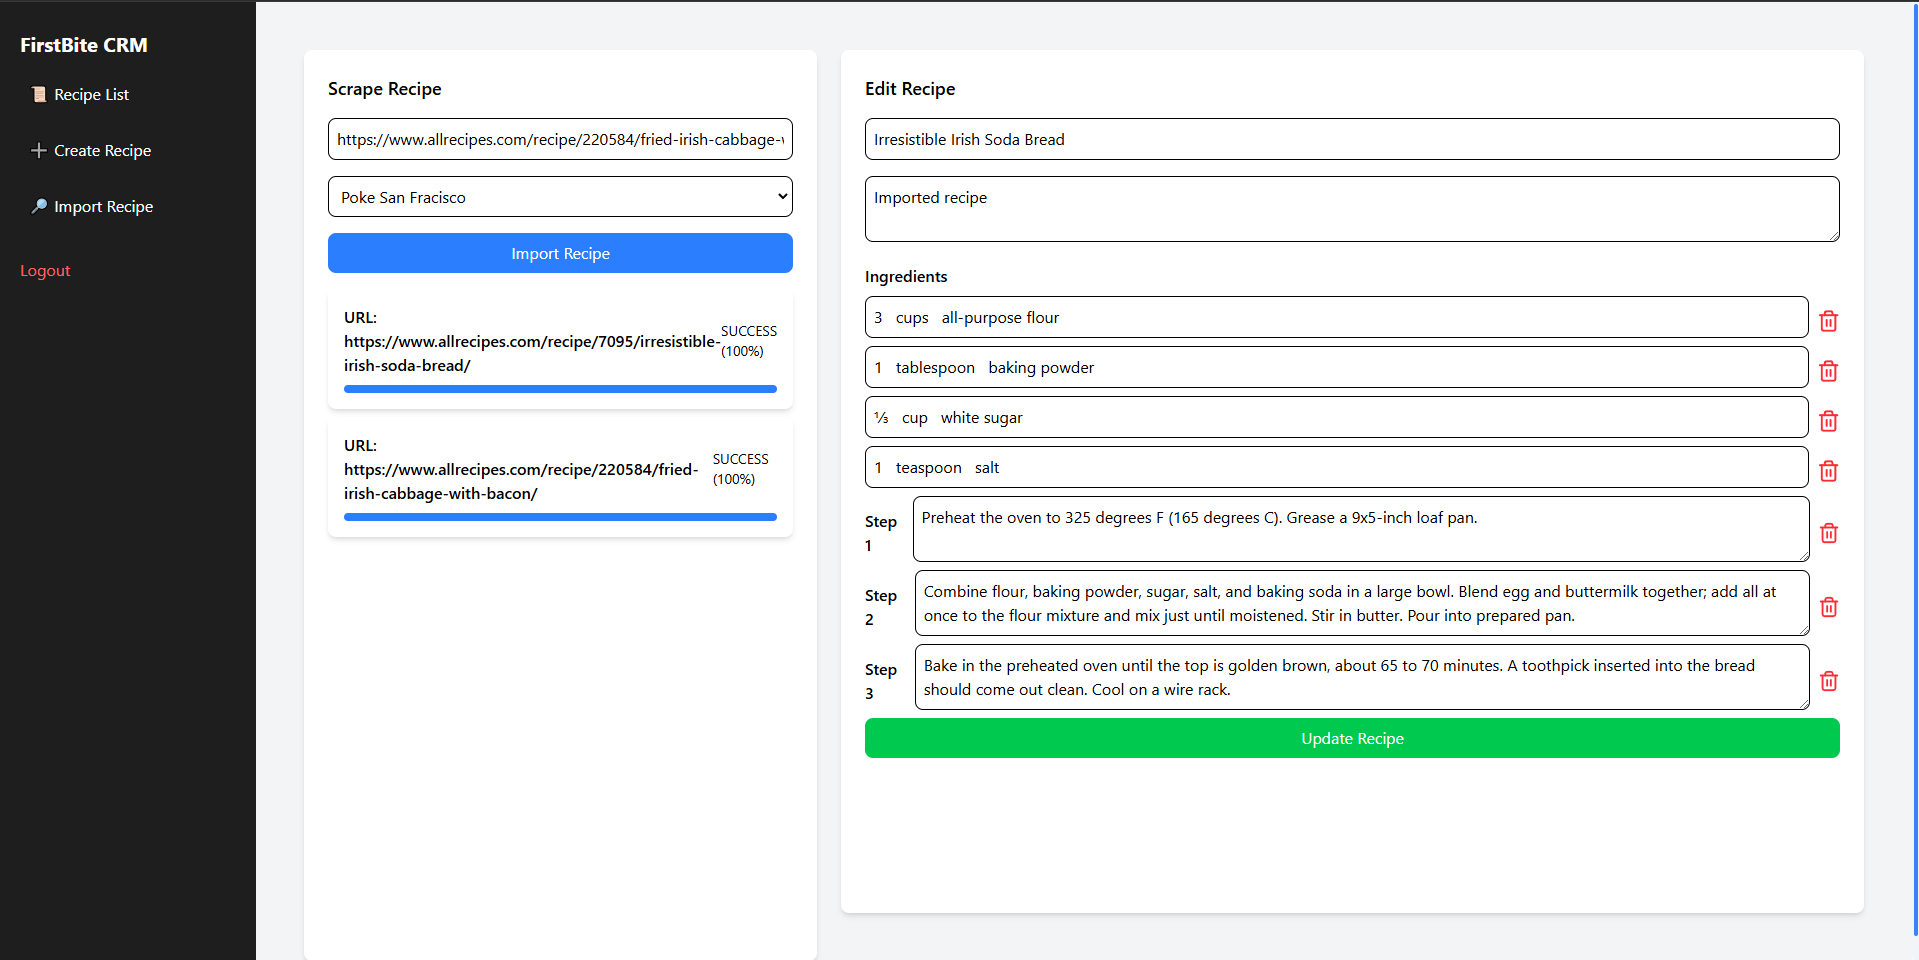 FirstBite CRM
Recipe List
Create Recipe
Import Recipe
Logout
Scrape Recipe
https://www.allrecipes.com/recipe/220584/fried-irish-cabbage-
Poke San Fracisco
Import Recipe
URL:
https://www.allrecipes.com/recipe/7095/irresistible-
irish-soda-bread/
SUCCESS
(100%)
URL:
https://www.allrecipes.com/recipe/220584/fried-
irish-cabbage-with-bacon/
SUCCESS
(100%)
Edit Recipe
Irresistible Irish Soda Bread
Imported recipe
Ingredients
3 cups all-purpose flour
1 tablespoon baking powder
⅓ cup white sugar
1 teaspoon salt
Step
1
Preheat the oven to 325 degrees F (165 degrees C). Grease a 9x5-inch loaf pan.
Step
2
Combine flour, baking powder, sugar, salt, and baking soda in a large bowl. Blend egg and buttermilk together; add all at
once to the flour mixture and mix just until moistened. Stir in butter. Pour into prepared pan.
Step
3
Bake in the preheated oven until the top is golden brown, about 65 to 70 minutes. A toothpick inserted into the bread
should come out clean. Cool on a wire rack.
Update Recipe